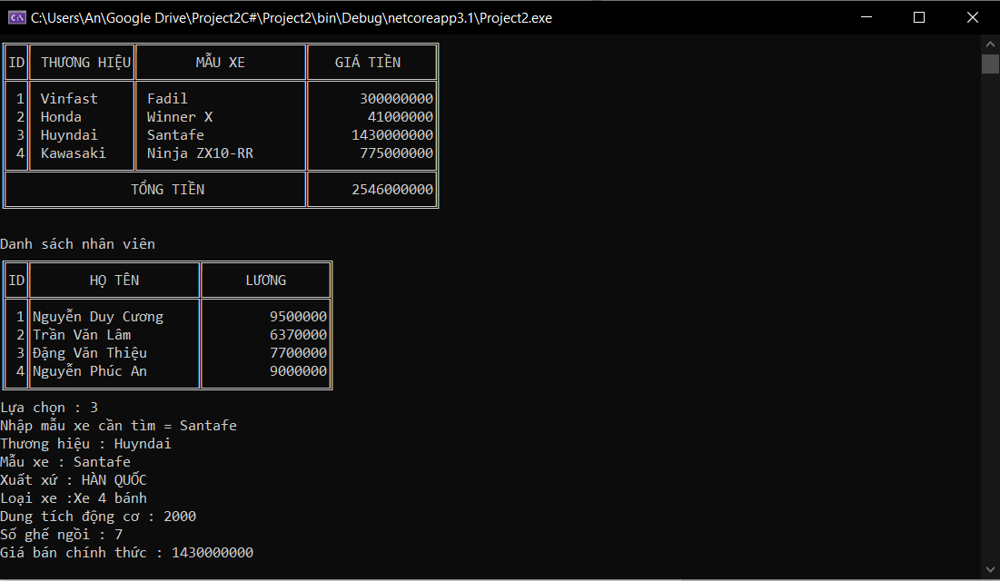 C:\Users\An\Google Drive\Project2C#\Project2\bin\Debug\netcoreapp3.1\Project2.exe
ID THƯƠNG HIỆU MẪU XE GIÁ TIỀN
1 Vinfast Fadil 300000000
2 Honda Winner X 41000000
3 Huyndai Santafe 1430000000
4 Kawasaki Ninja ZX10-RR 775000000
TỔNG TIỀN 2546000000
Danh sách nhân viên
ID HỌ TÊN LƯƠNG
1 Nguyễn Duy Cương 9500000
2 Trần Văn Lâm 6370000
3 Đặng Văn Thiệu 7700000
4 Nguyễn Phúc An 9000000
Lựa chọn : 3
Nhập mẫu xe cần tìm = Santafe
Thương hiệu : Huyndai
Mẫu xe : Santafe
Xuất xứ : HÀN QUỐC
Loại xe :Xe 4 bánh
Dung tích động cơ : 2000
Số ghế ngồi : 7
Giá bán chính thức : 1430000000